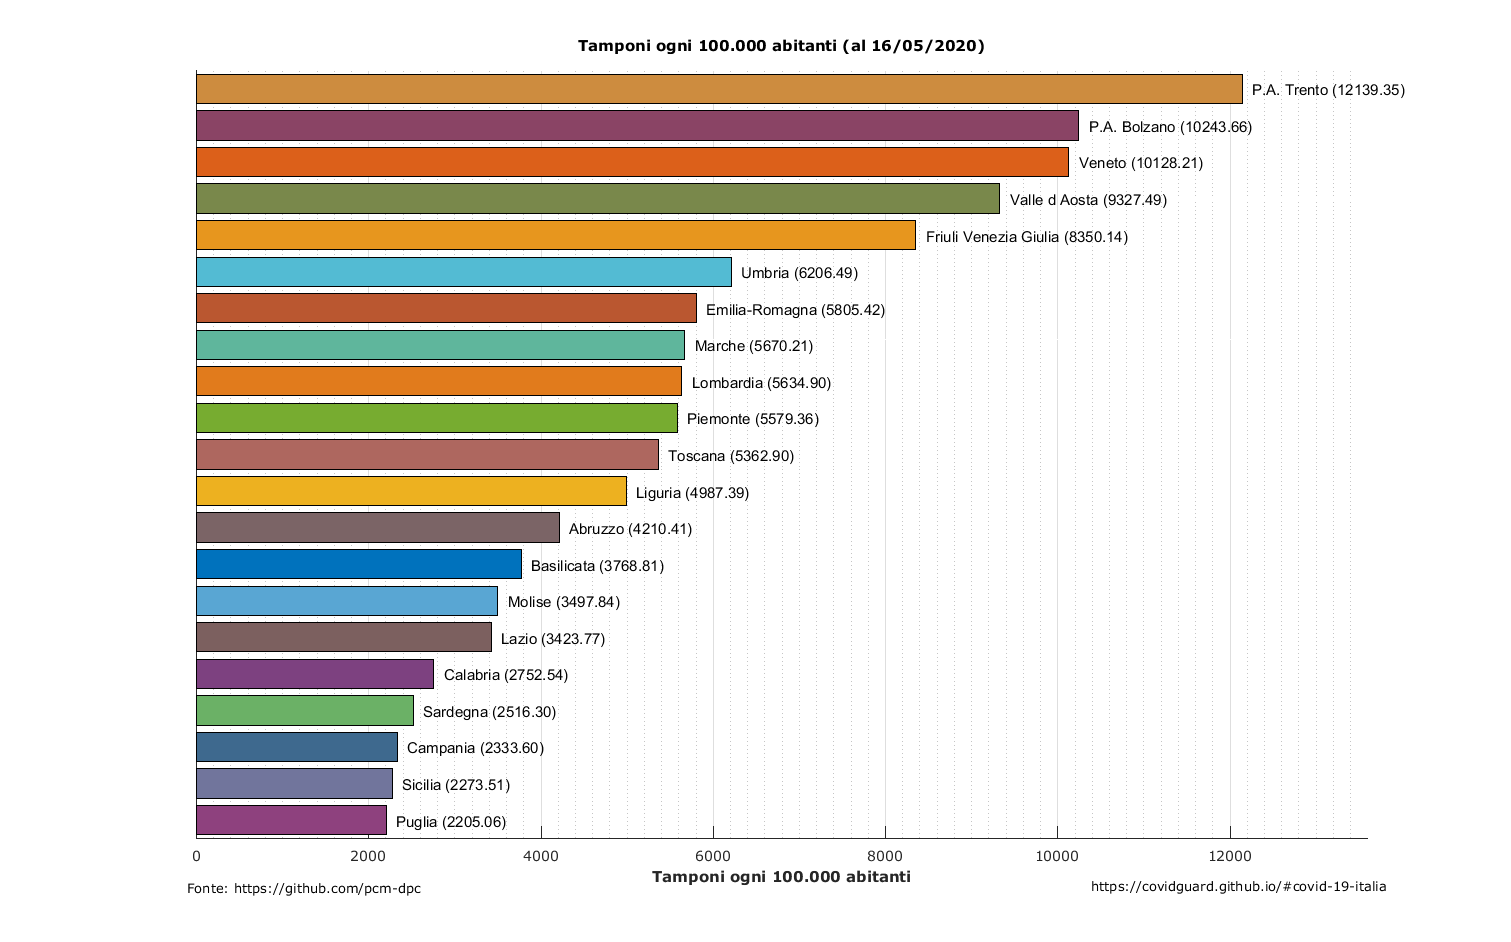 Tamponi ogni 100.000 abitanti (al 16/05/2020)
P.A. Trento (12139.35)
P.A. Bolzano (10243.66)
Veneto (10128.21)
Valle d Aosta (9327.49)
Friuli Venezia Giulia (8350.14)
Umbria (6206.49)
Emilia-Romagna (5805.42)
Marche (5670.21)
Lombardia (5634.90)
Piemonte (5579.36)
Toscana (5362.90)
Liguria (4987.39)
Abruzzo (4210.41)
Basilicata (3768.81)
Molise (3497.84)
Lazio (3423.77)
Calabria (2752.54)
Sardegna (2516.30)
Campania (2333.60)
Sicilia (2273.51)
Puglia (2205.06)
0 2000 4000 6000 8000 10000 12000
Tamponi ogni 100.000 abitanti
Fonte: https://github.com/pcm-dpc
https://covidguard.github.io/#covid-19-italia